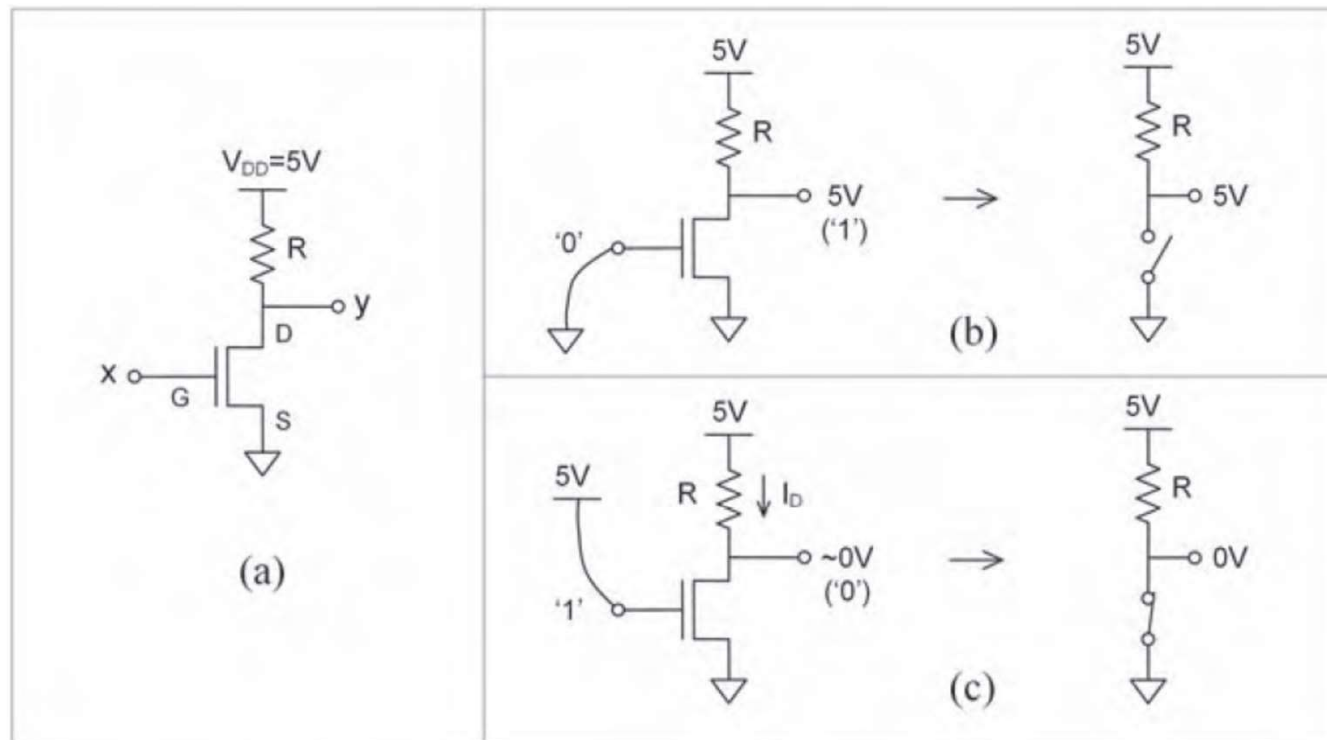 V_DD=5V
R
y
D
x
G
S
(a)
5V
R
5V
('1')
'0'
(b)
5V
R
5V
5V
5V
R
I_D
~0V
('0')
'1'
(c)
5V
R
0V